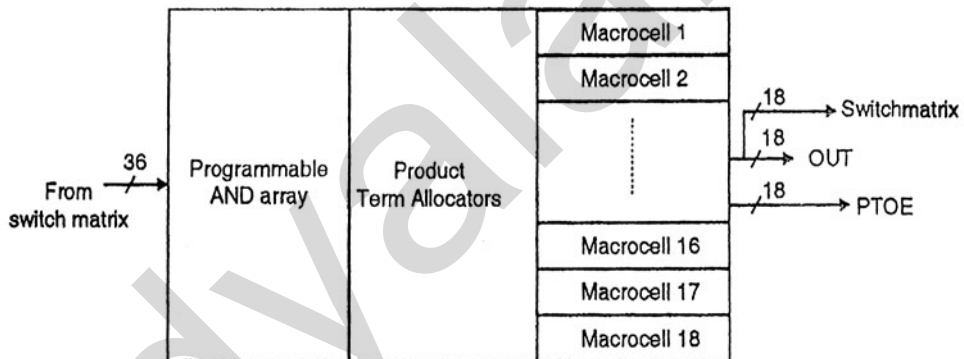 Macrocell 1
Macrocell 2
18
Switchmatrix
18
OUT
36
From
switch matrix
Programmable
AND array
Product
Term Allocators
18
PTOE
Macrocell 16
Macrocell 17
Macrocell 18